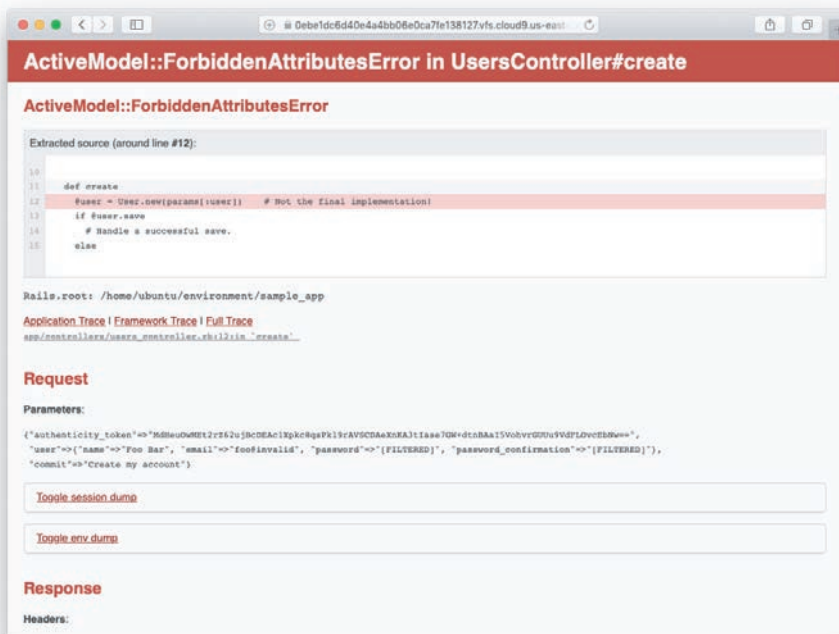 0ebe1dc6d40e4a4bb06e0ca7fe138127.vfs.cloud9.us-east-
ActiveModel::ForbiddenAttributesError in UsersController#create
ActiveModel::ForbiddenAttributesError
Extracted source (around line #12):
10
11 def create
12 @user = User.new(params[:user]) # Not the final implementation!
13 if @user.save
14 # Handle a successful save.
15 else
Rails.root: /home/ubuntu/environment/sample_app
Application Trace | Framework Trace | Full Trace
app/controllers/users_controller.rb:12:in `create'
Request
Parameters:
{"authenticity_token"=>
"user"=>{"name"=>"Foo Bar", "email"=>"foo@invalid", "password"=>"[FILTERED]", "password_confirmation"=>"[FILTERED]"},
"commit"=>"Create my account"}
Toggle session dump
Toggle env dump
Response
Headers: